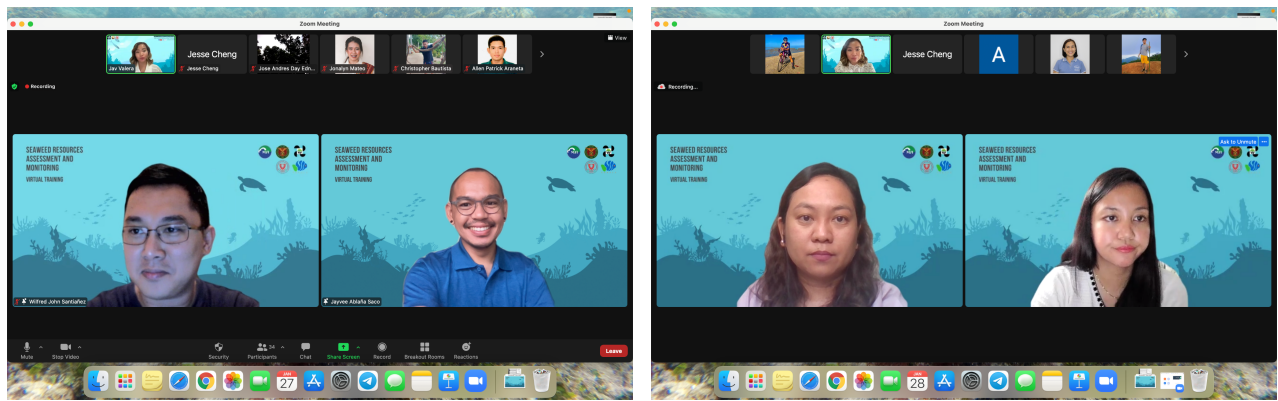 Zoom Meeting
View
Jav Valera
Jesse Cheng
Jesse Cheng
Jose Andres Day Edn...
Jonalyn Mateo
Christopher Bautista
Allen Patrick Araneta
Recording
SEAWEED RESOURCES
ASSESSMENT AND
MONITORING
VIRTUAL TRAINING
Wilfred John Santiañez
SEAWEED RESOURCES
ASSESSMENT AND
MONITORING
VIRTUAL TRAINING
Jayvee Ablaña Saco
Mute
Stop Video
Security
Participants
34
Chat
Share Screen
Record
Breakout Rooms
Reactions
Leave
JAN
27
Zoom Meeting
Jesse Cheng
A
Recording...
SEAWEED RESOURCES
ASSESSMENT AND
MONITORING
VIRTUAL TRAINING
SEAWEED RESOURCES
ASSESSMENT AND
MONITORING
VIRTUAL TRAINING
Ask to Unmute
JAN
28